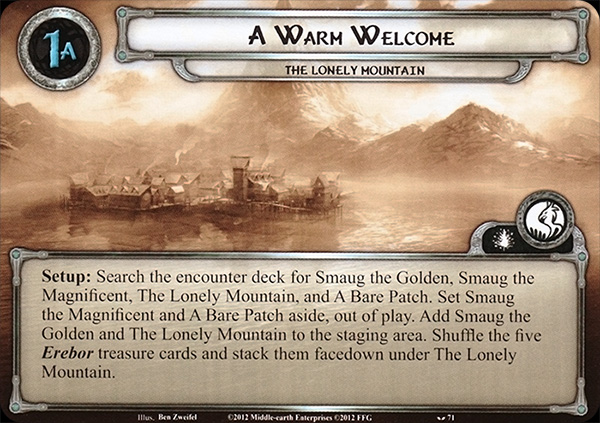 1A
A Warm Welcome
The Lonely Mountain
Setup: Search the encounter deck for Smaug the Golden, Smaug the
Magnificent, The Lonely Mountain, and A Bare Patch. Set Smaug
the Magnificent and A Bare Patch aside, out of play. Add Smaug the
Golden and The Lonely Mountain to the staging area. Shuffle the five
Erebor treasure cards and stack them facedown under The Lonely
Mountain.
Illus. Ben Zweifel ©2012 Middle-earth Enterprises ©2012 FFG 71